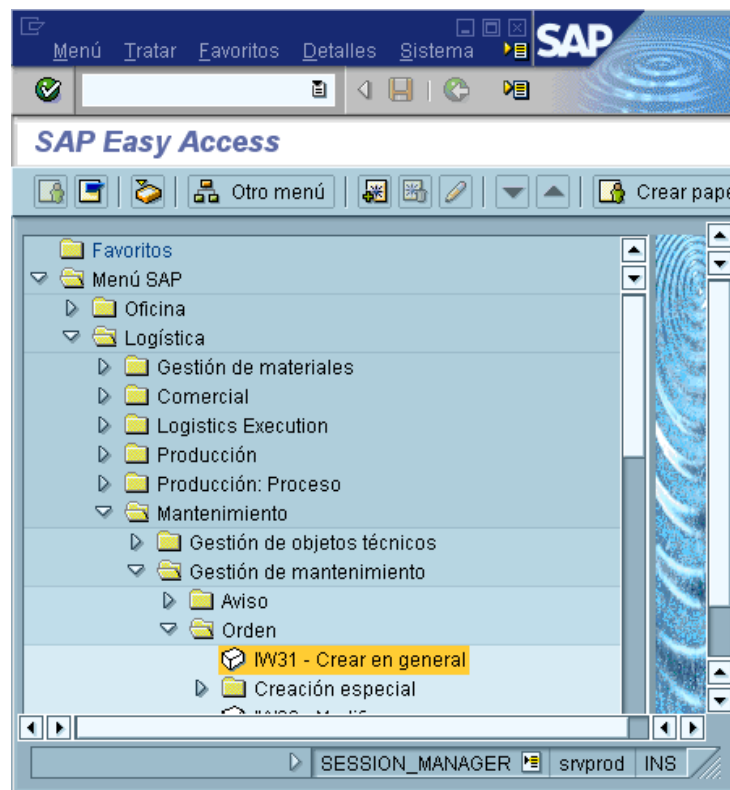 Menú Tratar Favoritos Detalles Sistema SAP
SAP Easy Access
Otro menú Crear pape
Favoritos
Menú SAP
Oficina
Logística
Gestión de materiales
Comercial
Logistics Execution
Producción
Producción: Proceso
Mantenimiento
Gestión de objetos técnicos
Gestión de mantenimiento
Aviso
Orden
IW31 - Crear en general
Creación especial
SESSION_MANAGER srvprod INS